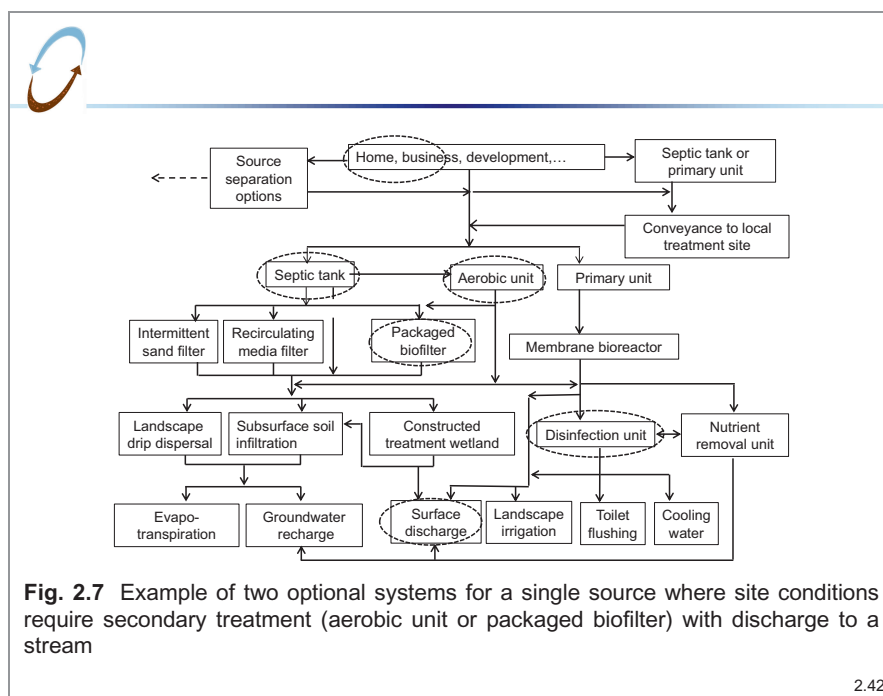 Home, business, development,...
Source
separation
options
Septic tank or
primary unit
Conveyance to local
treatment site
Septic tank
Aerobic unit
Primary unit
Intermittent
sand filter
Recirculating
media filter
Packaged
biofilter
Membrane bioreactor
Landscape
drip dispersal
Subsurface soil
infiltration
Constructed
treatment wetland
Disinfection unit
Nutrient
removal unit
Evapo-
transpiration
Groundwater
recharge
Surface
discharge
Landscape
irrigation
Toilet
flushing
Cooling
water
Fig. 2.7 Example of two optional systems for a single source where site conditions
require secondary treatment (aerobic unit or packaged biofilter) with discharge to a
stream
2.42